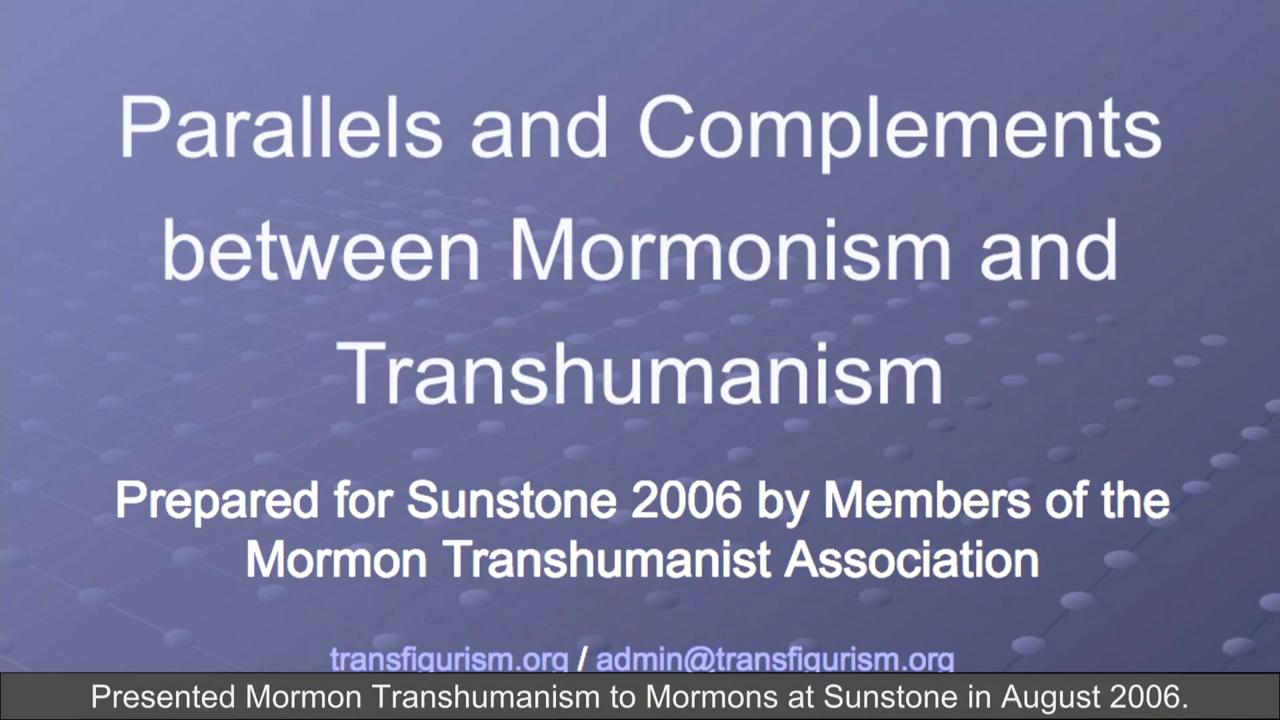 Parallels and Complements
between Mormonism and
Transhumanism
Prepared for Sunstone 2006 by Members of the
Mormon Transhumanist Association
transfigurism.org / admin@transfigurism.org
Presented Mormon Transhumanism to Mormons at Sunstone in August 2006.